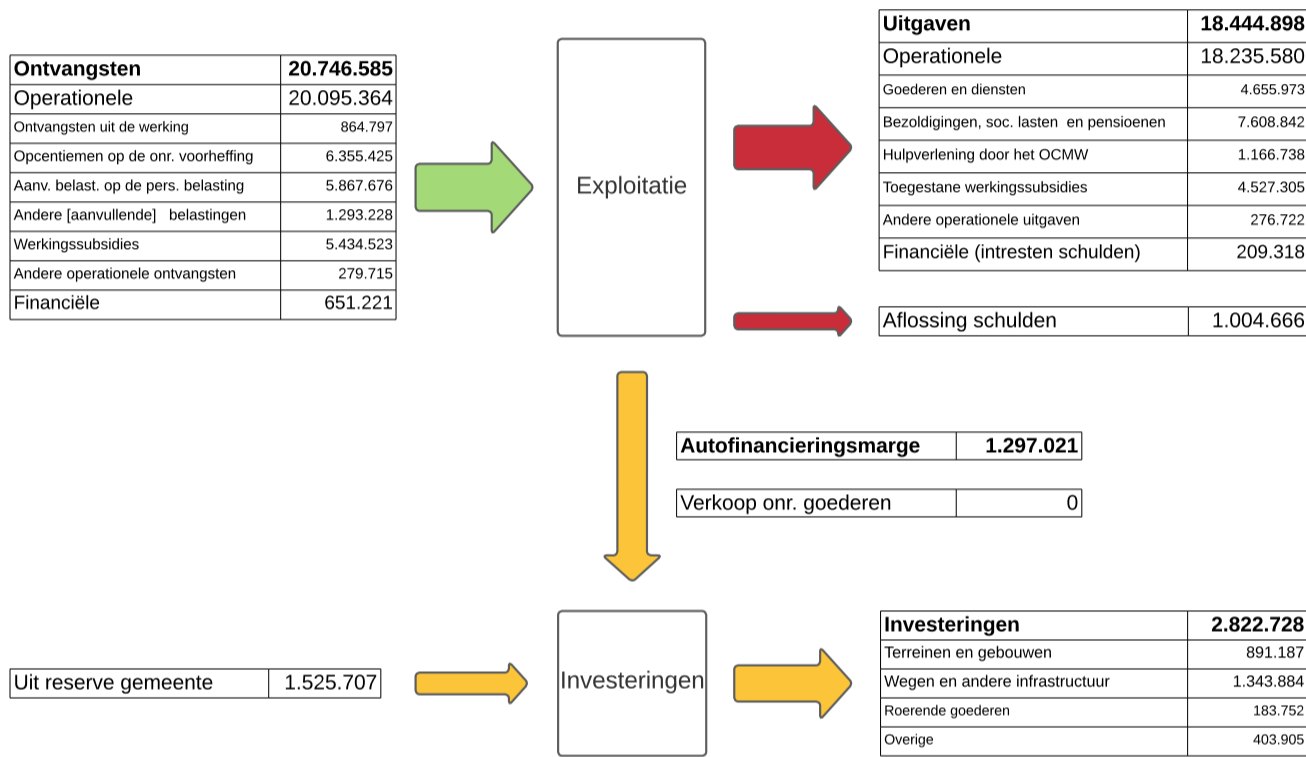 Ontvangsten 20.746.585
Operationele 20.095.364
Ontvangsten uit de werking 864.797
Opcentiemen op de onr. voorheffing 6.355.425
Aanv. belast. op de pers. belasting 5.867.676
Andere [aanvullende] belastingen 1.293.228
Werkingssubsidies 5.434.523
Andere operationele ontvangsten 279.715
Financiële 651.221
Exploitatie
Uitgaven 18.444.898
Operationele 18.235.580
Goederen en diensten 4.655.973
Bezoldigingen, soc. lasten en pensioenen 7.608.842
Hulpverlening door het OCMW 1.166.738
Toegestane werkingssubsidies 4.527.305
Andere operationele uitgaven 276.722
Financiële (intresten schulden) 209.318
Aflossing schulden 1.004.666
Autofinancieringsmarge 1.297.021
Verkoop onr. goederen 0
Uit reserve gemeente 1.525.707
Investeringen
Investeringen 2.822.728
Terreinen en gebouwen 891.187
Wegen en andere infrastructuur 1.343.884
Roerende goederen 183.752
Overige 403.905